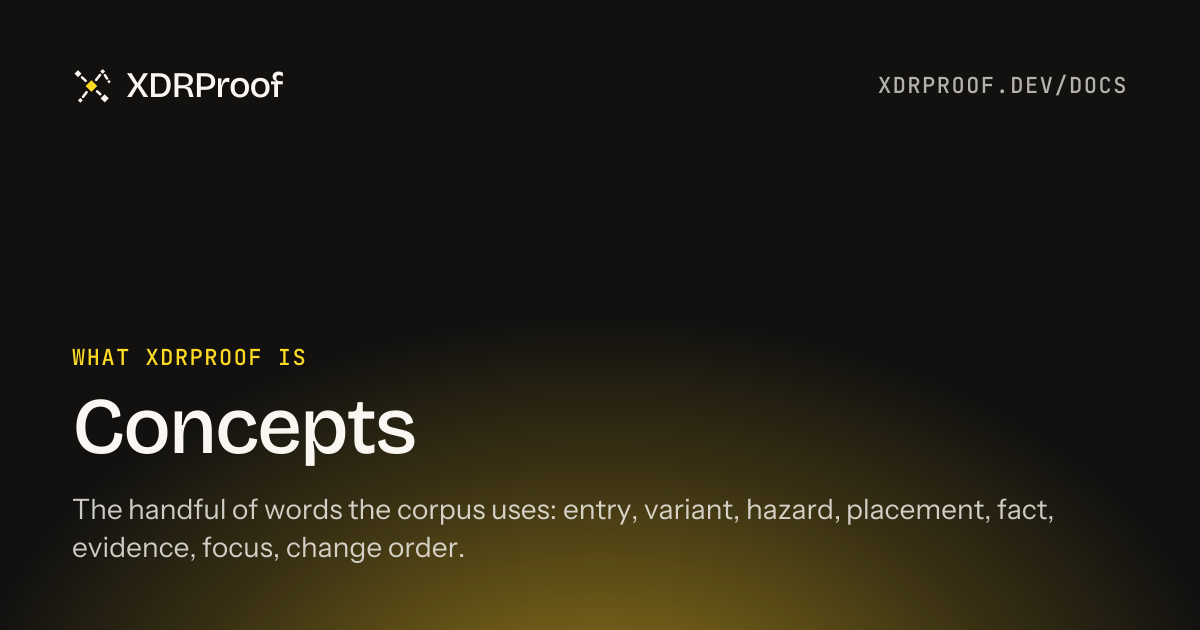 XDRProof
XDRPROOF.DEV/DOCS
WHAT XDRPROOF IS
Concepts
The handful of words the corpus uses: entry, variant, hazard, placement, fact,
evidence, focus, change order.